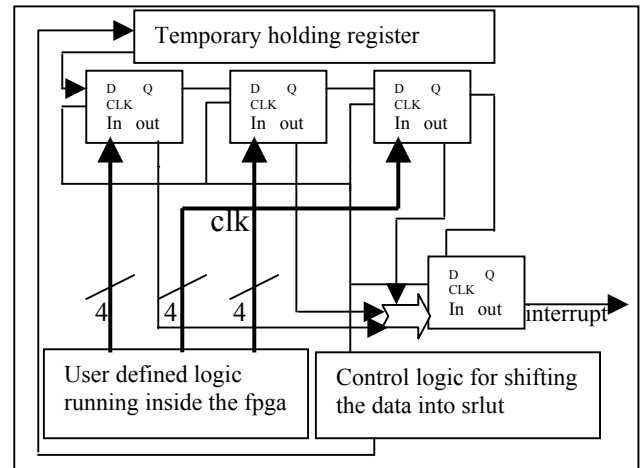 Temporary holding register
D Q
CLK
In out
D Q
CLK
In out
D Q
CLK
In out
clk
D Q
CLK
In out
4
4
4
interrupt
User defined logic
running inside the fpga
Control logic for shifting
the data into srlut